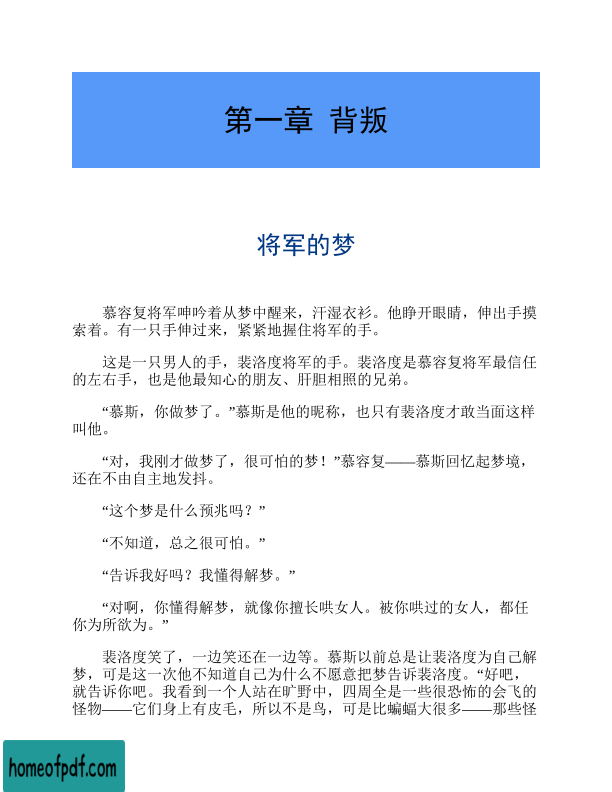 第一章 背叛
将军的梦
慕容复将军呻吟着从梦中醒来，汗湿衣衫。他睁开眼睛，伸出手摸
索着。有一只手伸过来，紧紧地握住将军的手。
这是一只男人的手，裴洛度将军的手。裴洛度是慕容复将军最信任
的左右手，也是他最知心的朋友、肝胆相照的兄弟。
“慕斯，你做梦了。”慕斯是他的昵称，也只有裴洛度才敢当面这样
叫他。
“对，我刚才做梦了，很可怕的梦！”慕容复——慕斯回忆起梦境，
还在不由自主地发抖。
“这个梦是什么预兆吗？”
“不知道，总之很可怕。”
“告诉我好吗？我懂得解梦。”
“对啊，你懂得解梦，就像你擅长哄女人。被你哄过的女人，都任
你为所欲为。”
裴洛度笑了，一边笑还在一边等。慕斯以前总是让裴洛度为自己解
梦，可是这一次他不知道自己为什么不愿意把梦告诉裴洛度。“好吧，
就告诉你吧。我看到一个人站在旷野中，四周全是一些很恐怖的会飞的
怪物——它们身上有皮毛，所以不是鸟，可是比蝙蝠大很多——那些怪
homeofpdf.com